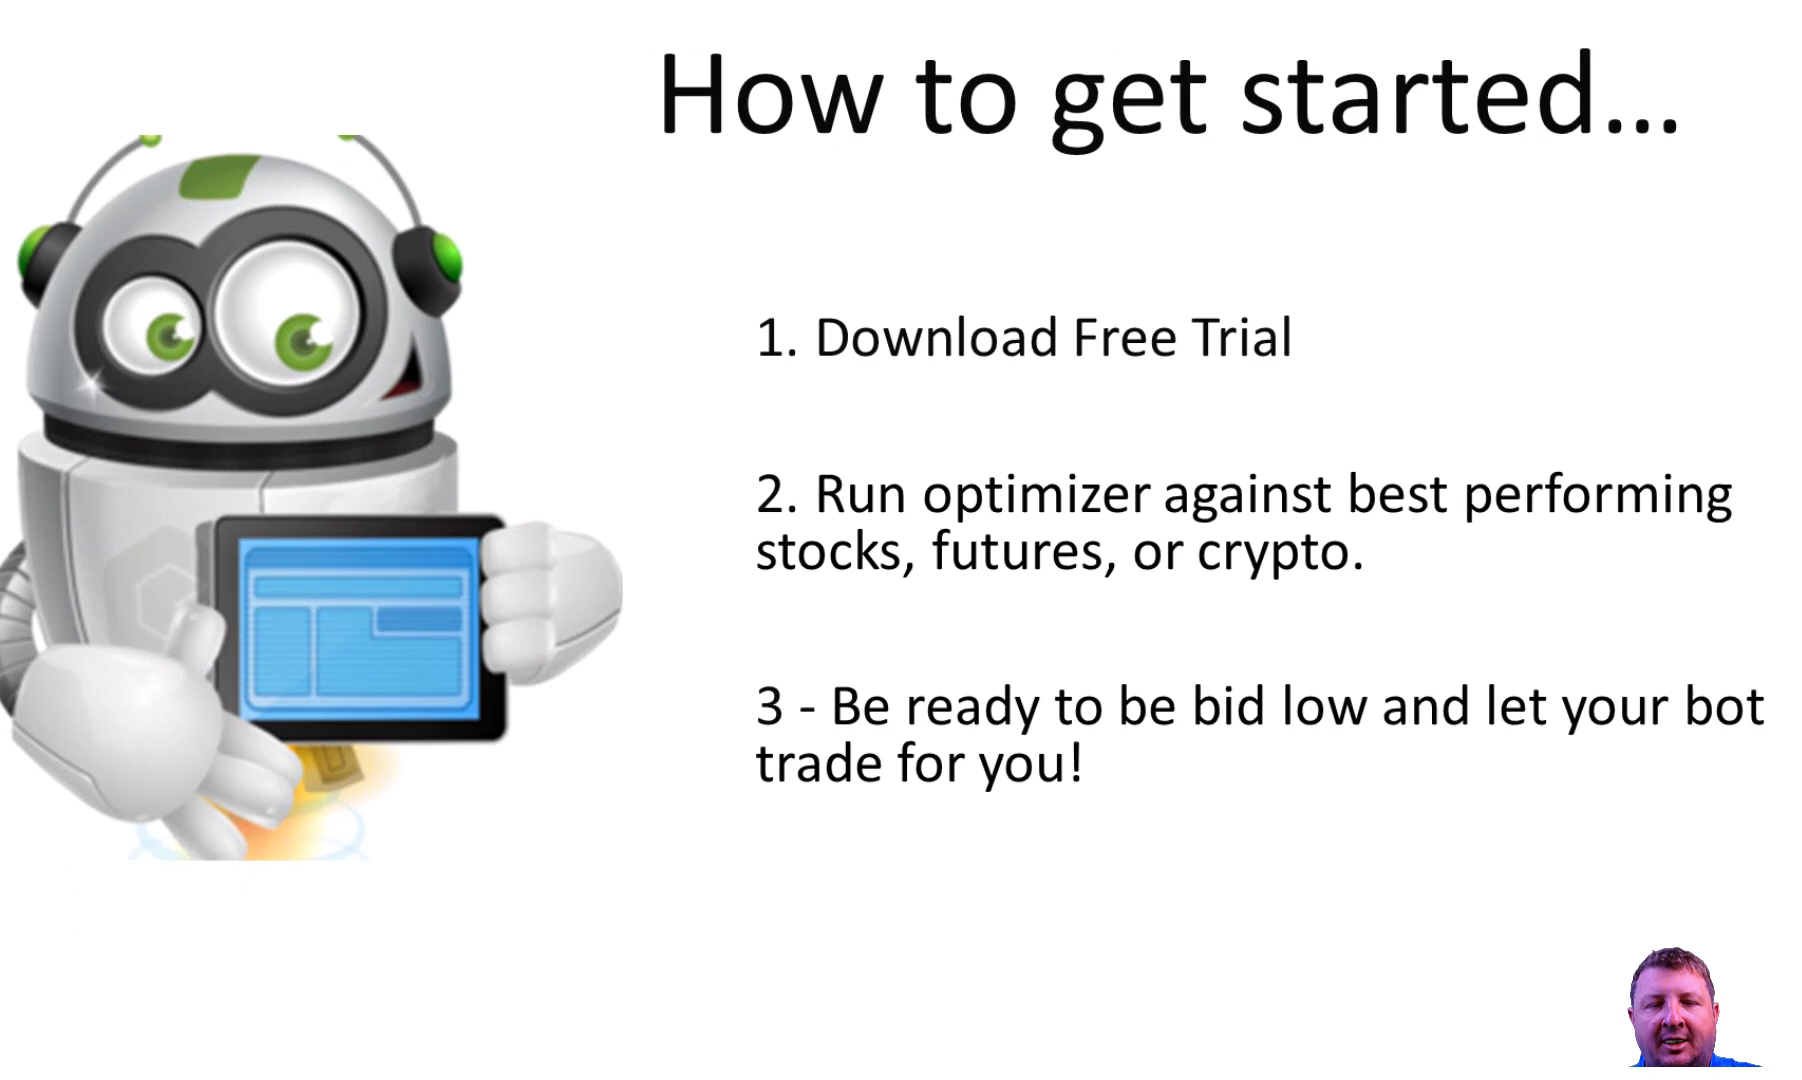 How to get started...
1. Download Free Trial
2. Run optimizer against best performing
stocks, futures, or crypto.
3 - Be ready to be bid low and let your bot
trade for you!